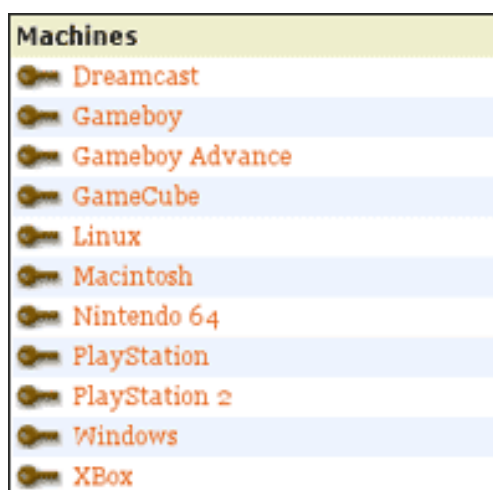 Machines
Dreamcast
Gameboy
Gameboy Advance
GameCube
Linux
Macintosh
Nintendo 64
PlayStation
PlayStation 2
Windows
XBox